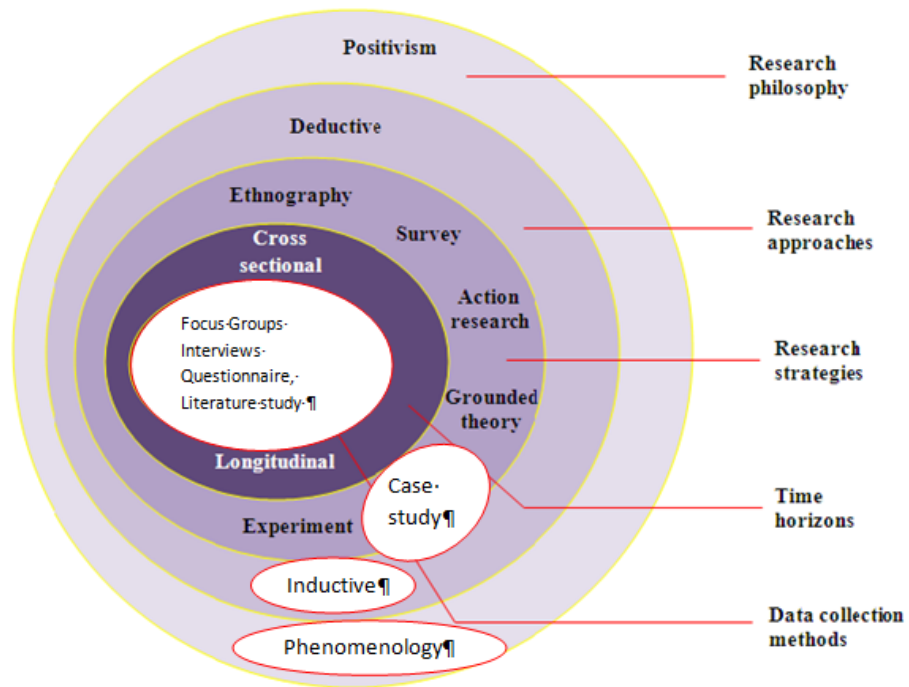 Positivism
Research
philosophy
Deductive
Ethnography
Survey
Research
approaches
Cross
sectional
Action
research
Focus·Groups·
Interviews·
Questionnaire,·
Literature·study·¶
Research
strategies
Grounded
theory
Longitudinal
Case·
study¶
Time
horizons
Experiment
Inductive¶
Data collection
methods
Phenomenology¶